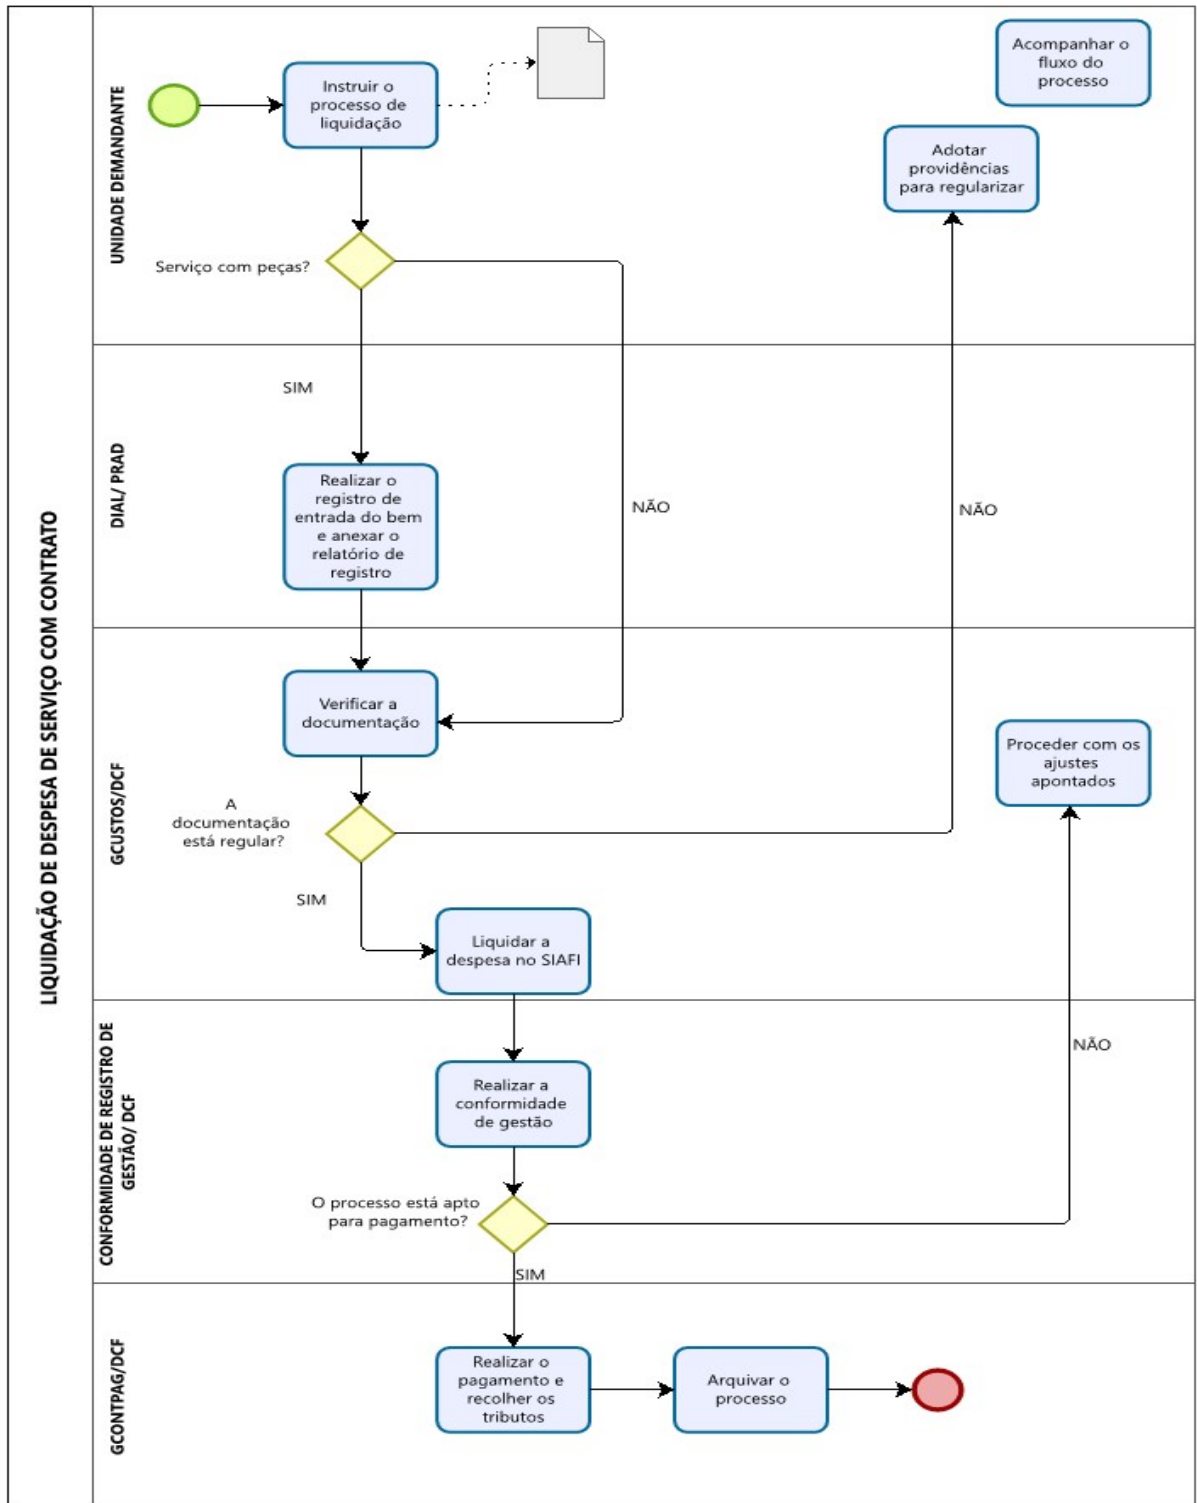 LIQUIDAÇÃO DE DESPESA DE SERVIÇO COM CONTRATO
UNIDADE DEMANDANTE
Instruir o
processo de
liquidação
Acompanhar o
fluxo do
processo
Adotar
providências
para regularizar
Serviço com peças?
DIAL/ PRAD
SIM
Realizar o
registro de
entrada do bem
e anexar o
relatório de
registro
NÃO
NÃO
GCUSTOS/DCF
Verificar a
documentação
Proceder com os
ajustes
apontados
A
documentação
está regular?
SIM
Liquidar a
despesa no SIAFI
CONFORMIDADE DE REGISTRO DE
GESTÃO/ DCF
NÃO
Realizar a
conformidade
de gestão
O processo está apto
para pagamento?
SIM
GCONTPAG/DCF
Realizar o
pagamento e
recolher os
tributos
Arquivar o
processo